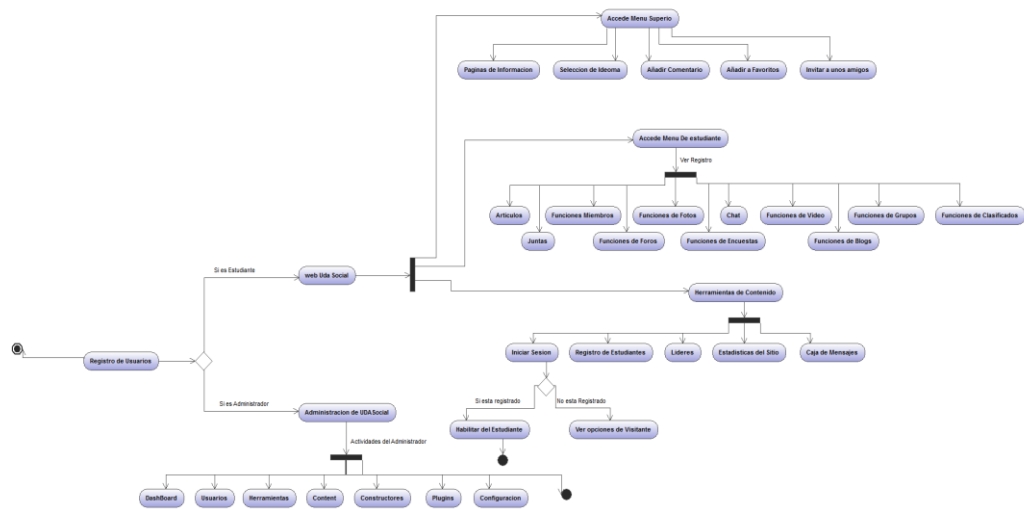 Accede Menu Superio
Paginas de Informacion
Seleccion de Ideoma
Añadir Comentario
Añadir a Favoritos
Invitar a unos amigos
Accede Menu De estudiante
Ver Registro
Articulos
Funciones Miembros
Funciones de Fotos
Chat
Funciones de Video
Funciones de Grupos
Funciones de Clasificados
Juntas
Funciones de Foros
Funciones de Encuestas
Funciones de Blogs
Si es Estudiante
web Uda Social
Herramientas de Contenido
Registro de Usuarios
Iniciar Sesion
Registro de Estudiantes
Lideres
Estadisticas del Sitio
Caja de Mensajes
Si esta registrado
No esta Registrado
Si es Administrador
Administracion de UDASocial
Habilitar del Estudiante
Ver opciones de Visitante
Actividades del Administrador
DashBoard
Usuarios
Herramientas
Content
Constructores
Plugins
Configuracion